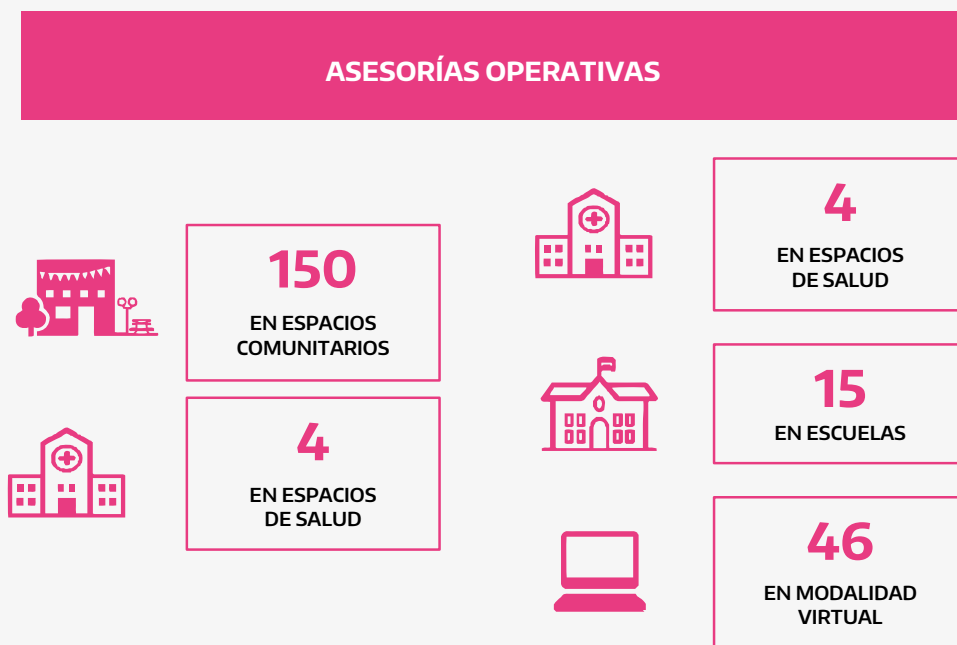 ASESORÍAS OPERATIVAS
150
EN ESPACIOS
COMUNITARIOS
4
EN ESPACIOS
DE SALUD
4
EN ESPACIOS
DE SALUD
15
EN ESCUELAS
46
EN MODALIDAD
VIRTUAL